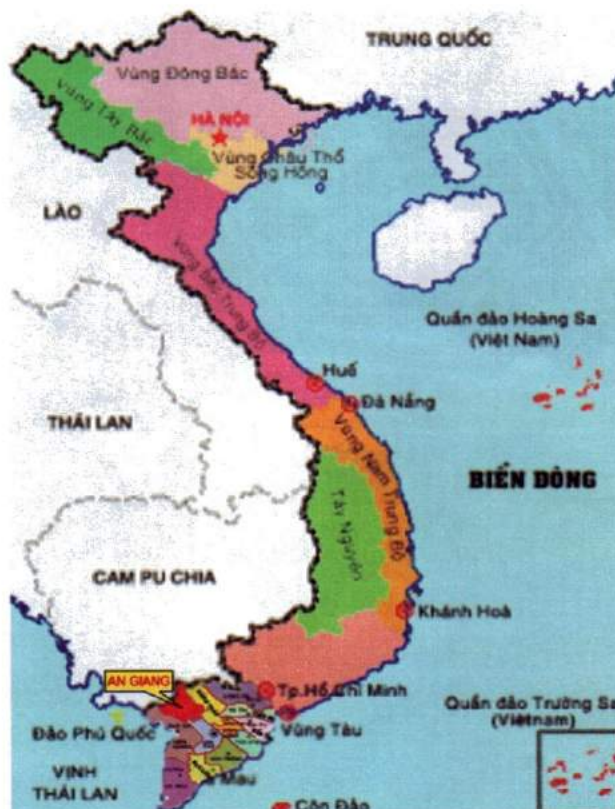 TRUNG QUỐC
Vùng Đông Bắc
Vùng Tây Bắc
HÀ NỘI
Vùng Châu Thổ
Sông Hồng
LÀO
Vùng Bắc Trung Bộ
Quần đảo Hoàng Sa
(Việt Nam)
Huế
Đà Nẵng
THÁI LAN
Vùng Nam Trung Bộ
BIỂN ĐÔNG
Tây Nguyên
CAM PU CHIA
Khánh Hoà
AN GIANG
Tp.Hồ Chí Minh
Quần đảo Trường Sa
(Việtnam)
Đảo Phú Quốc
Vũng Tàu
VỊNH
THÁI LAN
Mau
Côn Đảo